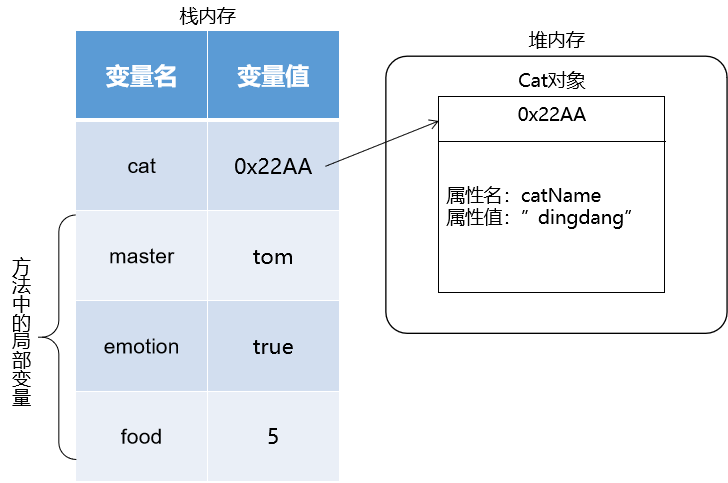 栈内存
变量名 变量值
cat 0x22AA
master tom
emotion true
food 5
方法中的局部变量
堆内存
Cat对象
0x22AA
属性名：catName
属性值：”dingdang”